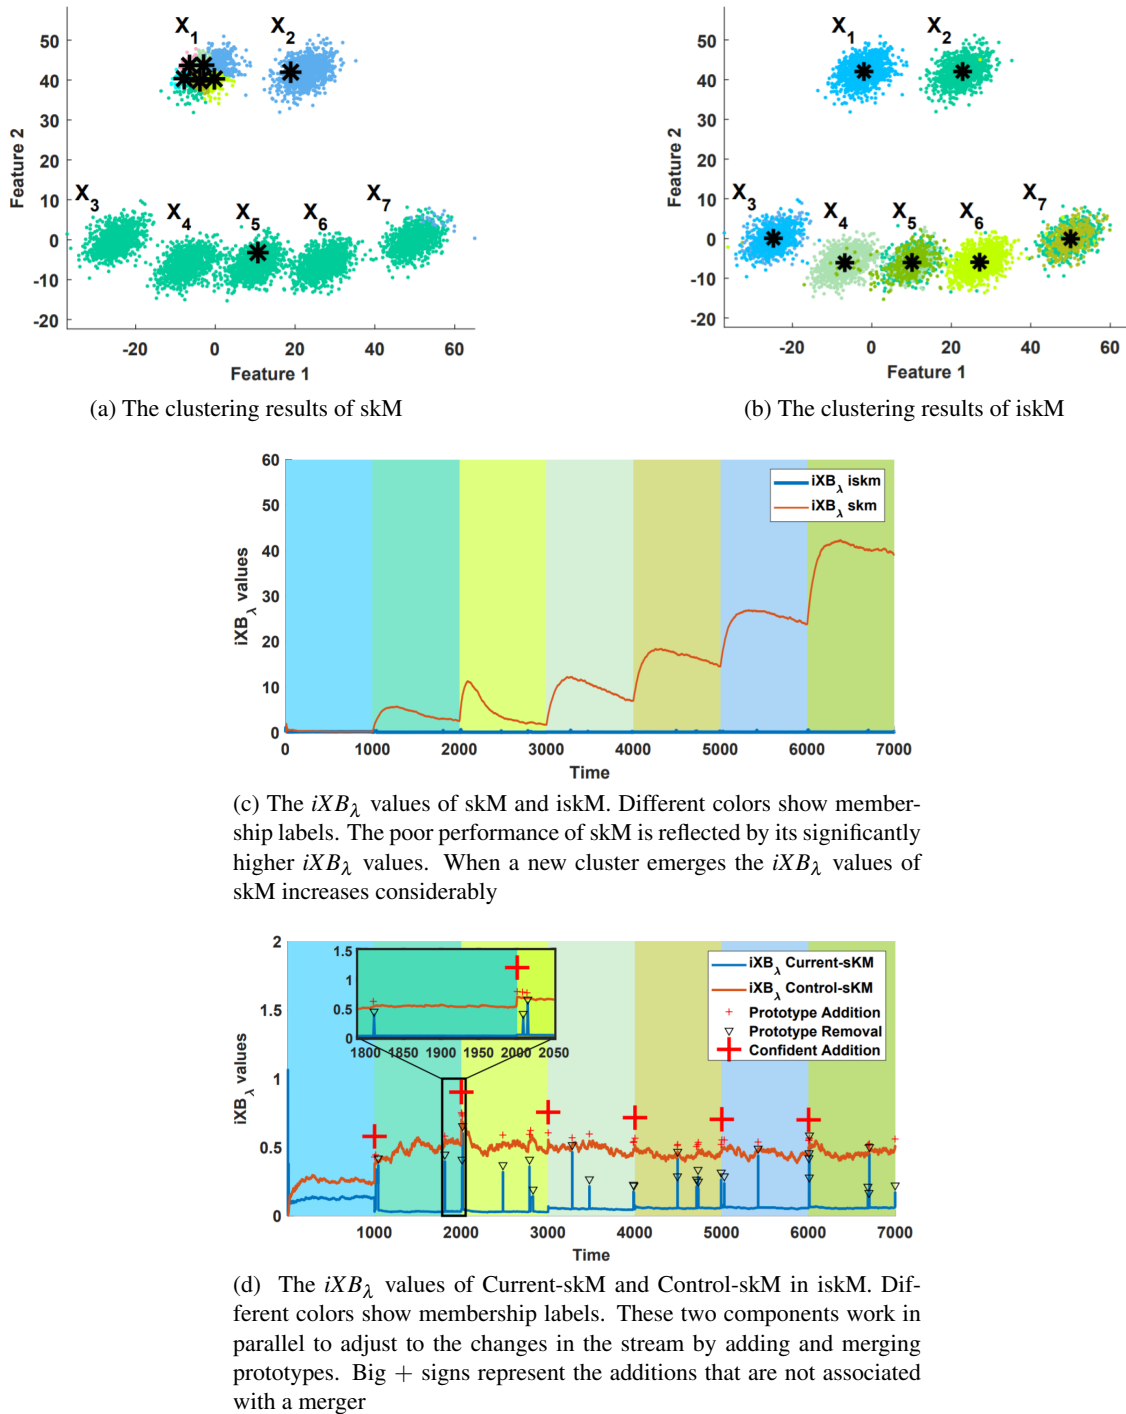 X1
X2
50
40
30
20
10
0
-10
-20
Feature 2
X3
X4
X5
X6
X7
-20
0
20
40
60
Feature 1
(a) The clustering results of skM
X1
X2
50
40
30
20
10
0
-10
-20
Feature 2
X3
X4
X5
X6
X7
-20
0
20
40
60
Feature 1
(b) The clustering results of iskM
60
50
40
30
20
10
0
iXBλ values
iXBλ iskm
iXBλ skm
0
1000
2000
3000
4000
5000
6000
7000
Time
(c) The iXBλ values of skM and iskM. Different colors show member-
ship labels. The poor performance of skM is reflected by its significantly
higher iXBλ values. When a new cluster emerges the iXBλ values of
skM increases considerably
2
1.5
1
0.5
0
iXBλ values
1.5
1
0.5
0
1800
1850
1900
1950
2000
2050
iXBλ Current-sKM
iXBλ Control-sKM
Prototype Addition
Prototype Removal
Confident Addition
0
1000
2000
3000
4000
5000
6000
7000
Time
(d) The iXBλ values of Current-skM and Control-skM in iskM. Dif-
ferent colors show membership labels. These two components work in
parallel to adjust to the changes in the stream by adding and merging
prototypes. Big + signs represent the additions that are not associated
with a merger